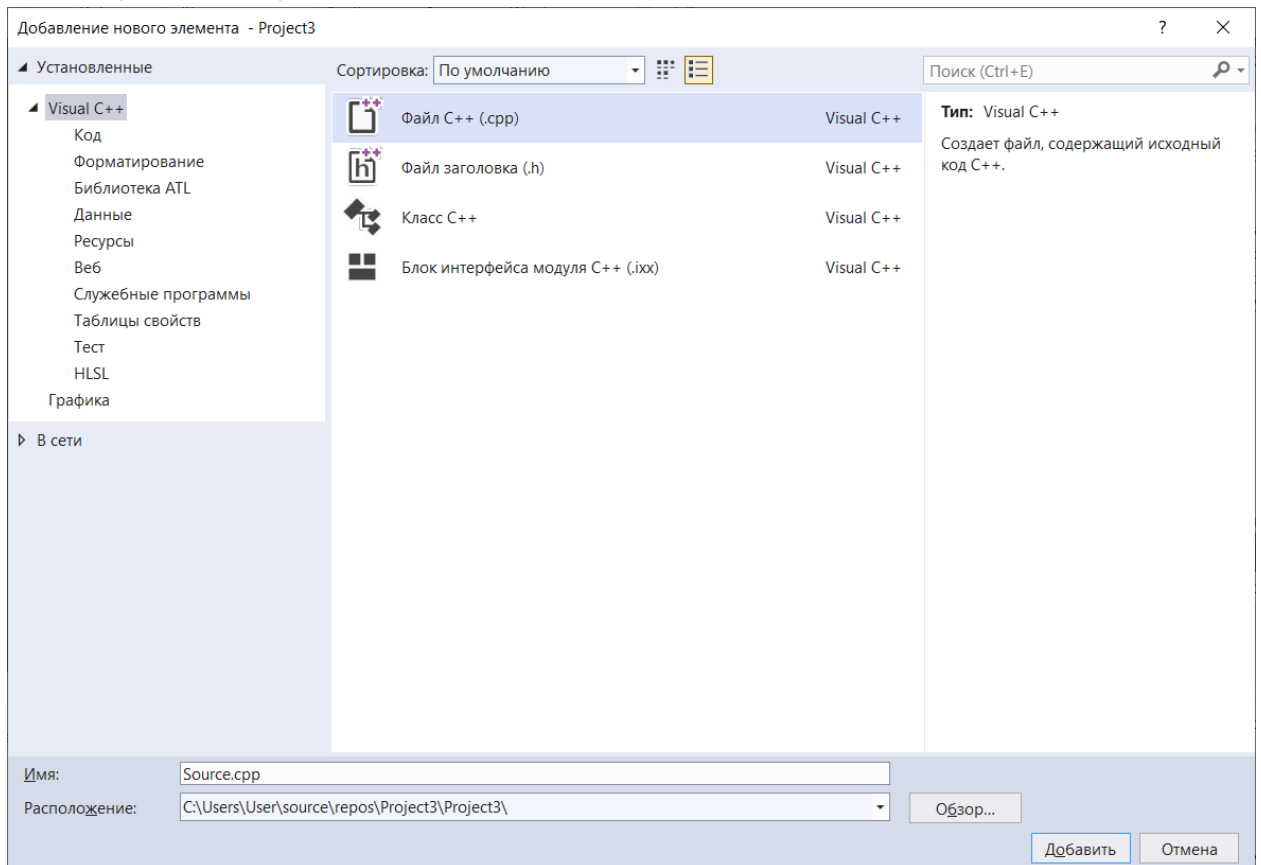 Добавление нового элемента - Project3
? ×
Установленные
Сортировка: По умолчанию
Поиск (Ctrl+E)
Visual C++
Код
Форматирование
Библиотека ATL
Данные
Ресурсы
Веб
Служебные программы
Таблицы свойств
Тест
HLSL
Графика
В сети
Файл C++ (.cpp) Visual C++
Файл заголовка (.h) Visual C++
Класс C++ Visual C++
Блок интерфейса модуля C++ (.ixx) Visual C++
Тип: Visual C++
Создает файл, содержащий исходный
код C++.
Имя: Source.cpp
Расположение: C:\Users\User\source\repos\Project3\Project3\
Обзор...
Добавить Отмена